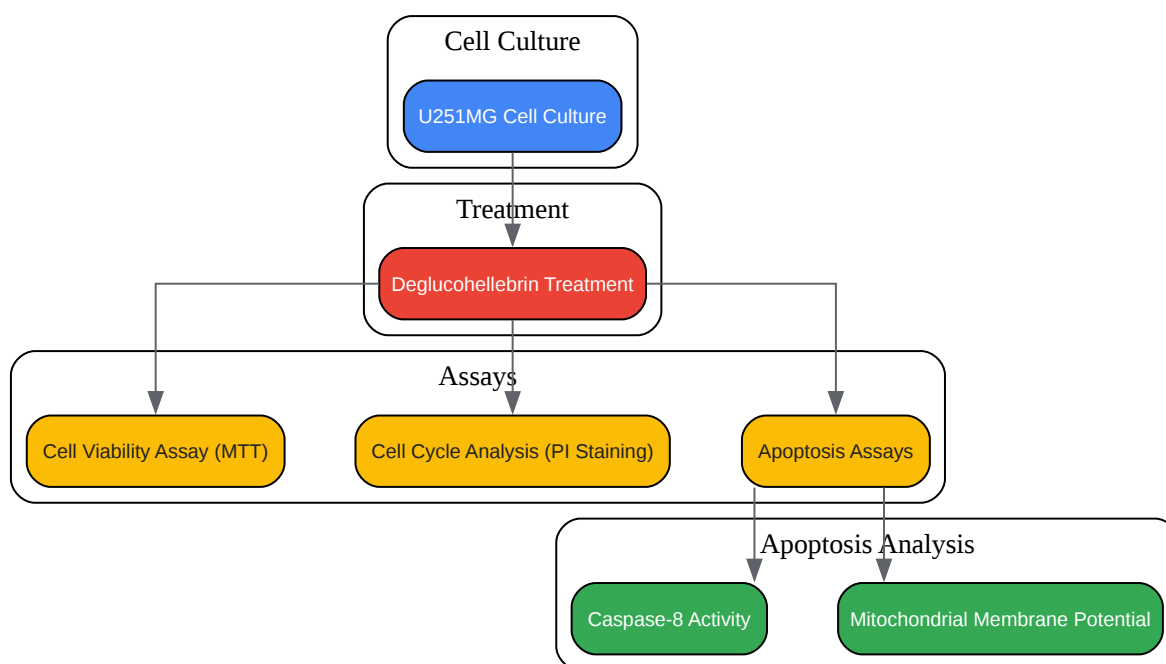 Cell Culture
U251MG Cell Culture
Treatment
Deglucohellebrin Treatment
Assays
Cell Viability Assay (MTT)
Cell Cycle Analysis (PI Staining)
Apoptosis Assays
Apoptosis Analysis
Caspase-8 Activity
Mitochondrial Membrane Potential